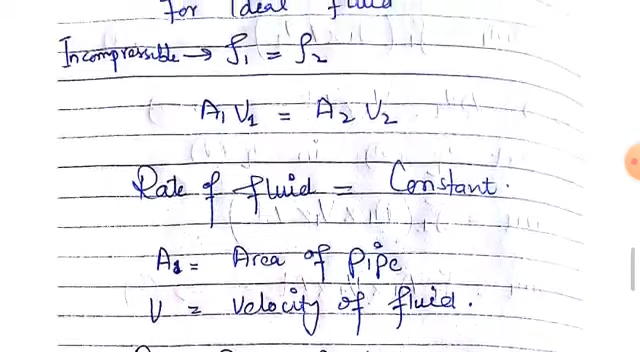 For Ideal fluid
Incompressible → ρ₁ = ρ₂
A₁ V₁ = A₂ V₂
Rate of fluid = Constant.
A₁ = Area of Pipe
V = Velocity of fluid.